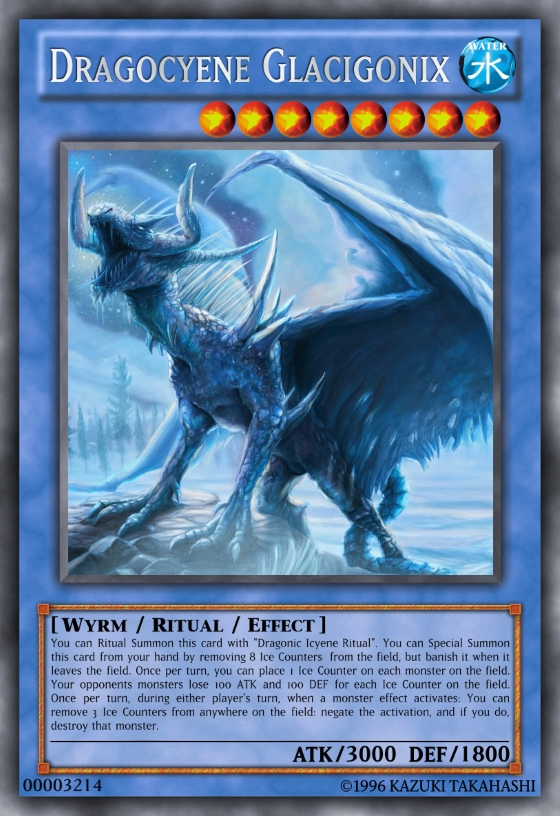 DRAGOCYENE GLACIGONIX
WATER
水
[ WYRM / RITUAL / EFFECT ]
You can Ritual Summon this card with "Dragonic Icyene Ritual". You can Special Summon
this card from your hand by removing 8 Ice Counters from the field, but banish it when it
leaves the field. Once per turn, you can place 1 Ice Counter on each monster on the field.
Your opponents monsters lose 100 ATK and 100 DEF for each Ice Counter on the field.
Once per turn, during either player's turn, when a monster effect activates: You can
remove 3 Ice Counters from anywhere on the field: negate the activation, and if you do,
destroy that monster.
ATK/3000 DEF/1800
00003214
©1996 KAZUKI TAKAHASHI